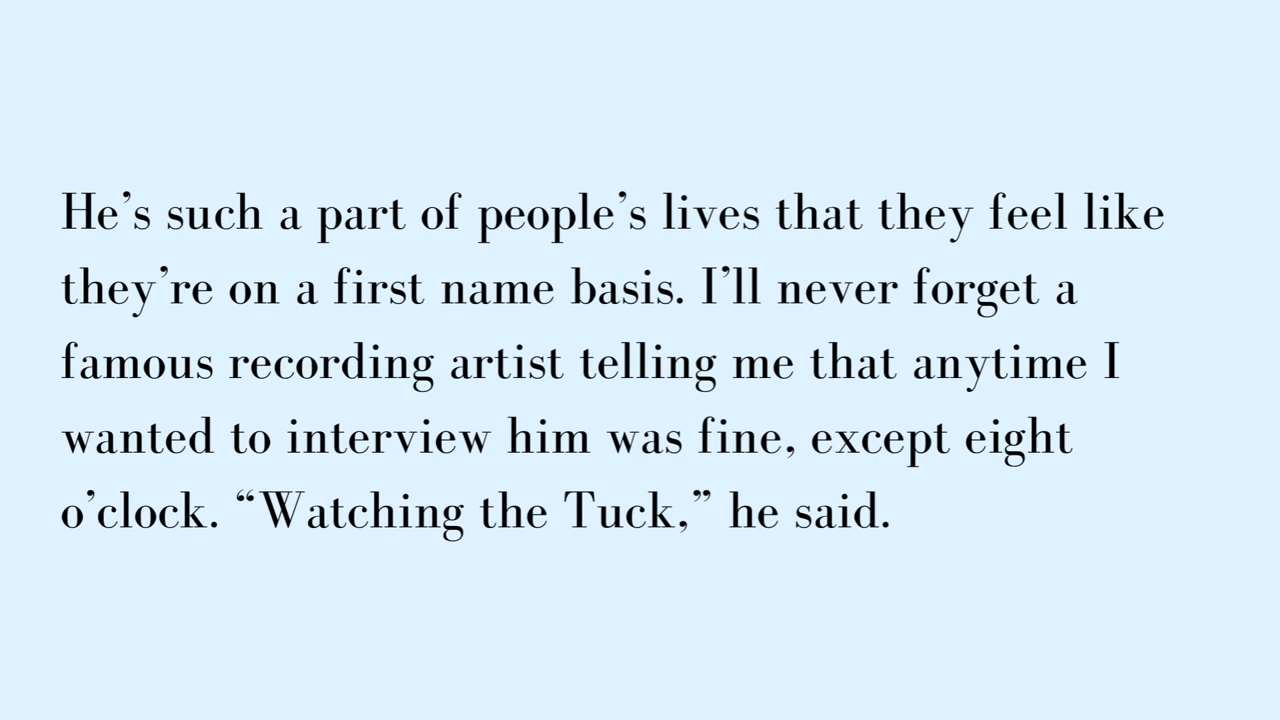 He’s such a part of people’s lives that they feel like
they’re on a first name basis. I’ll never forget a
famous recording artist telling me that anytime I
wanted to interview him was fine, except eight
o’clock. “Watching the Tuck,” he said.